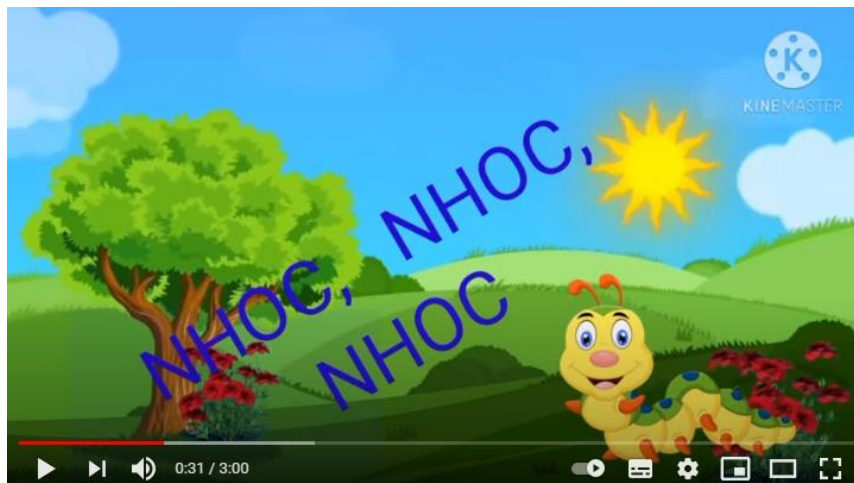 K
KINEMASTER
NHOC, NHOC,
NHOC
0:31 / 3:00